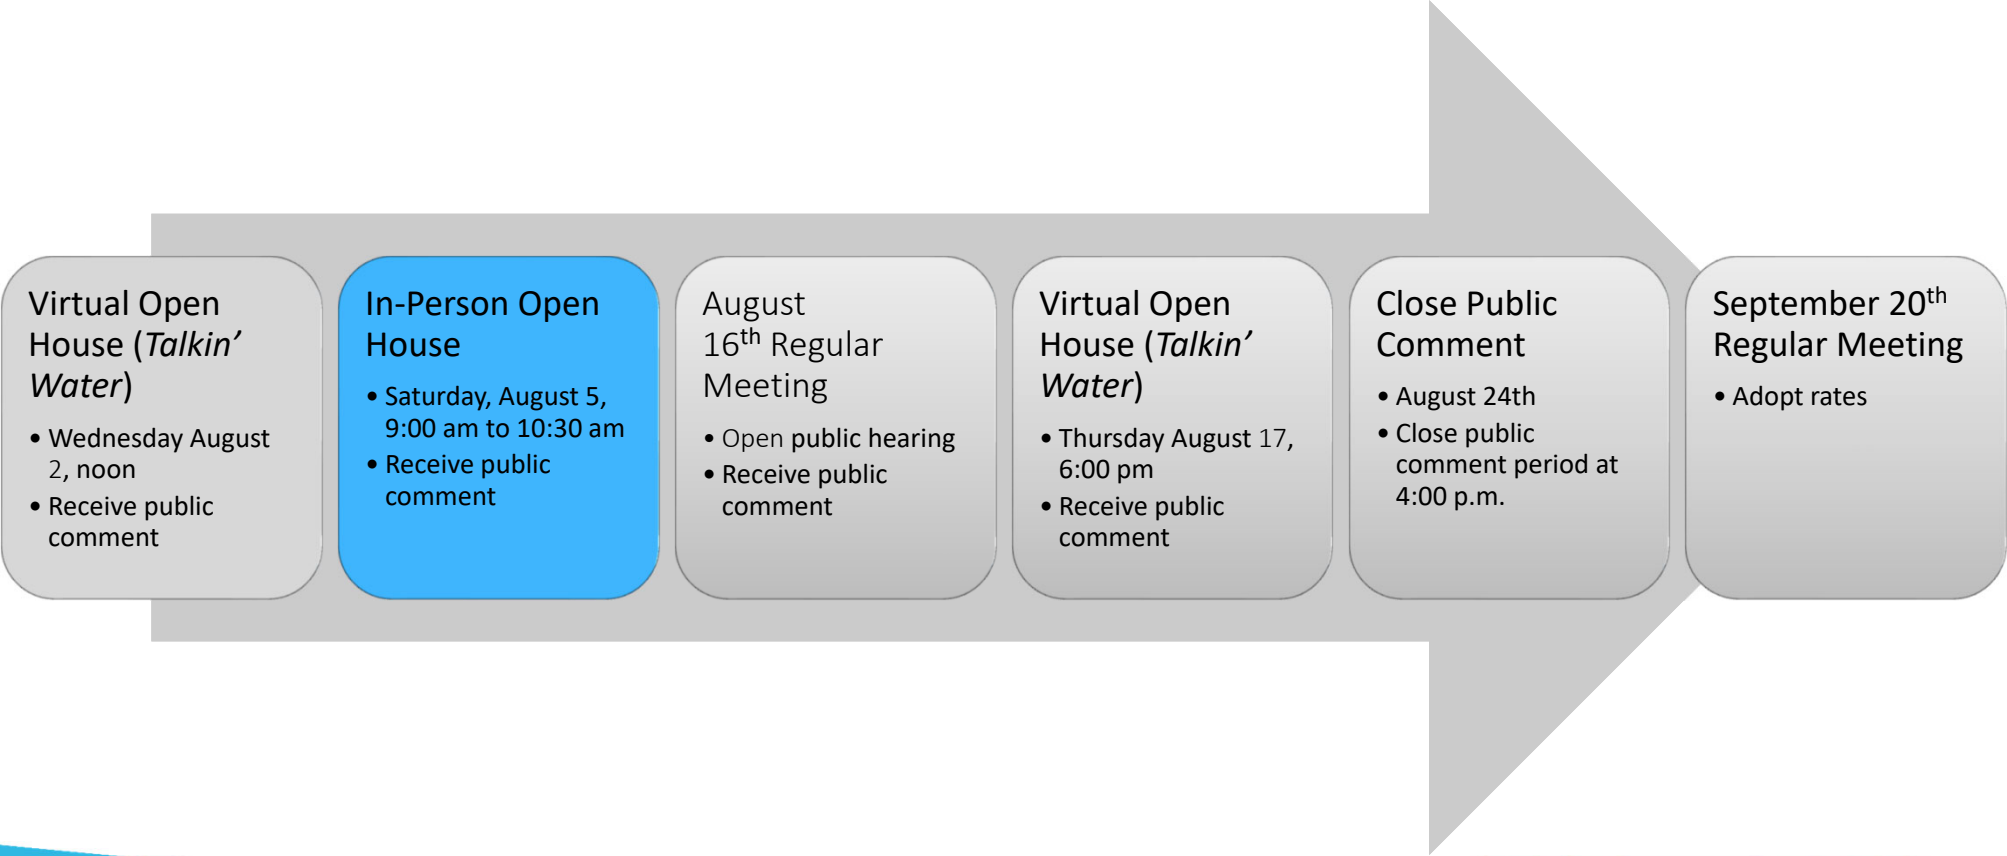 Virtual Open
House (Talkin’
Water)
• Wednesday August
2, noon
• Receive public
comment
In-Person Open
House
• Saturday, August 5,
9:00 am to 10:30 am
• Receive public
comment
August
16th Regular
Meeting
• Open public hearing
• Receive public
comment
Virtual Open
House (Talkin’
Water)
• Thursday August 17,
6:00 pm
• Receive public
comment
Close Public
Comment
• August 24th
• Close public
comment period at
4:00 p.m.
September 20th
Regular Meeting
• Adopt rates